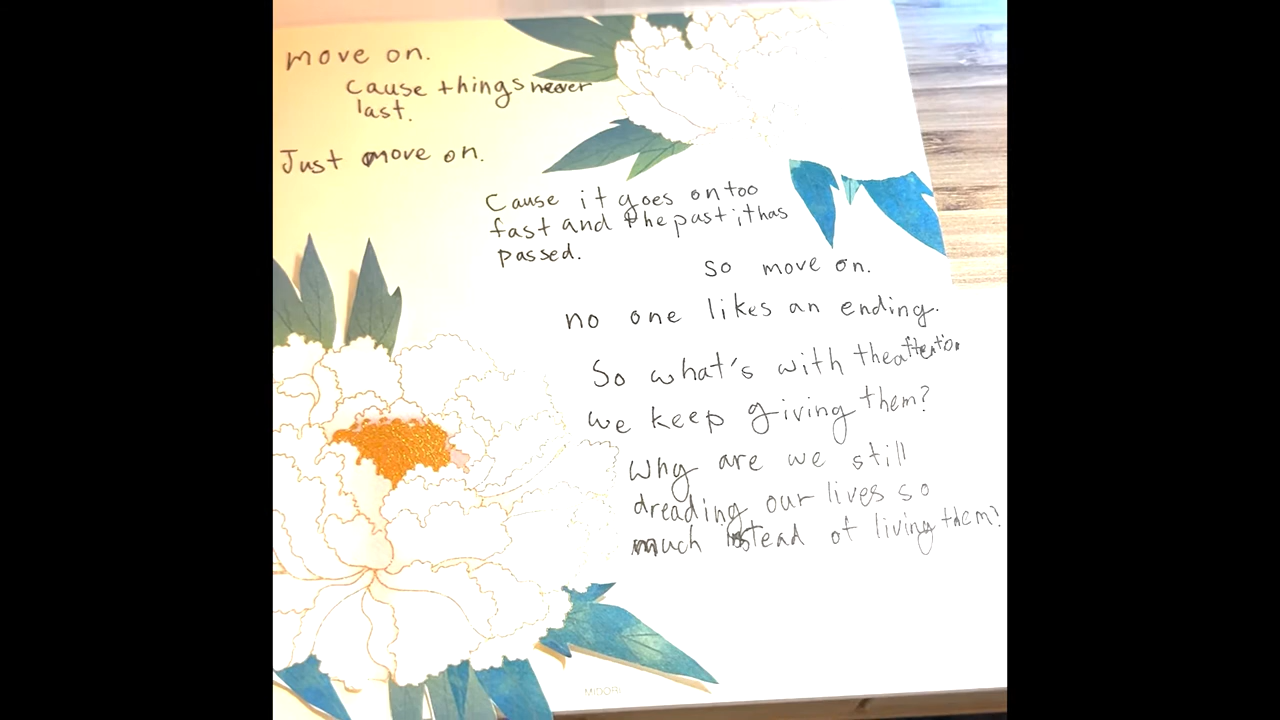 move on.
cause things never
last.
Just move on.
Cause it goes on too
fast and the past it has
passed.
so move on.
no one likes an ending.
So what's with the attention
we keep giving them?
Why are we still
dreading our lives so
much instead of living them?
MIDORI